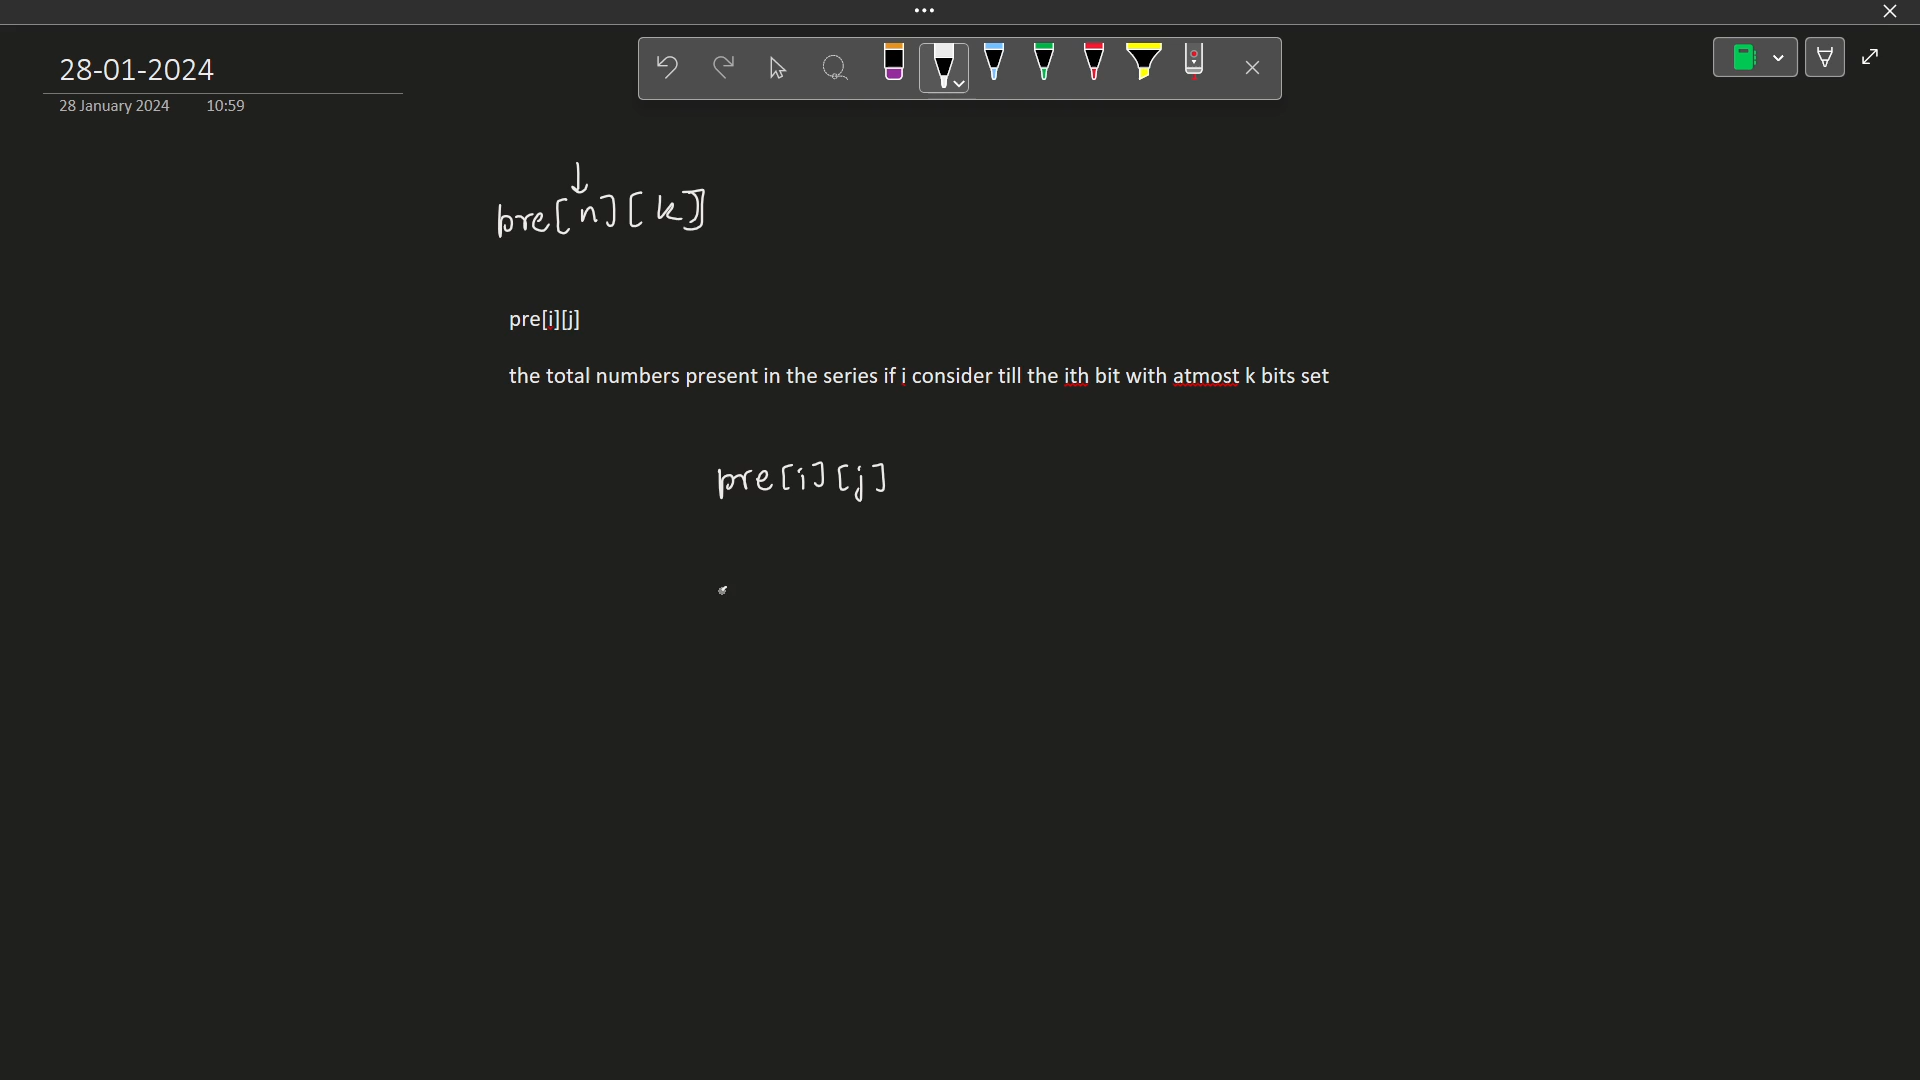 28-01-2024
28 January 2024 10:59
pre[n][k]
pre[i][j]
the total numbers present in the series if i consider till the ith bit with atmost k bits set
pre[i][j]